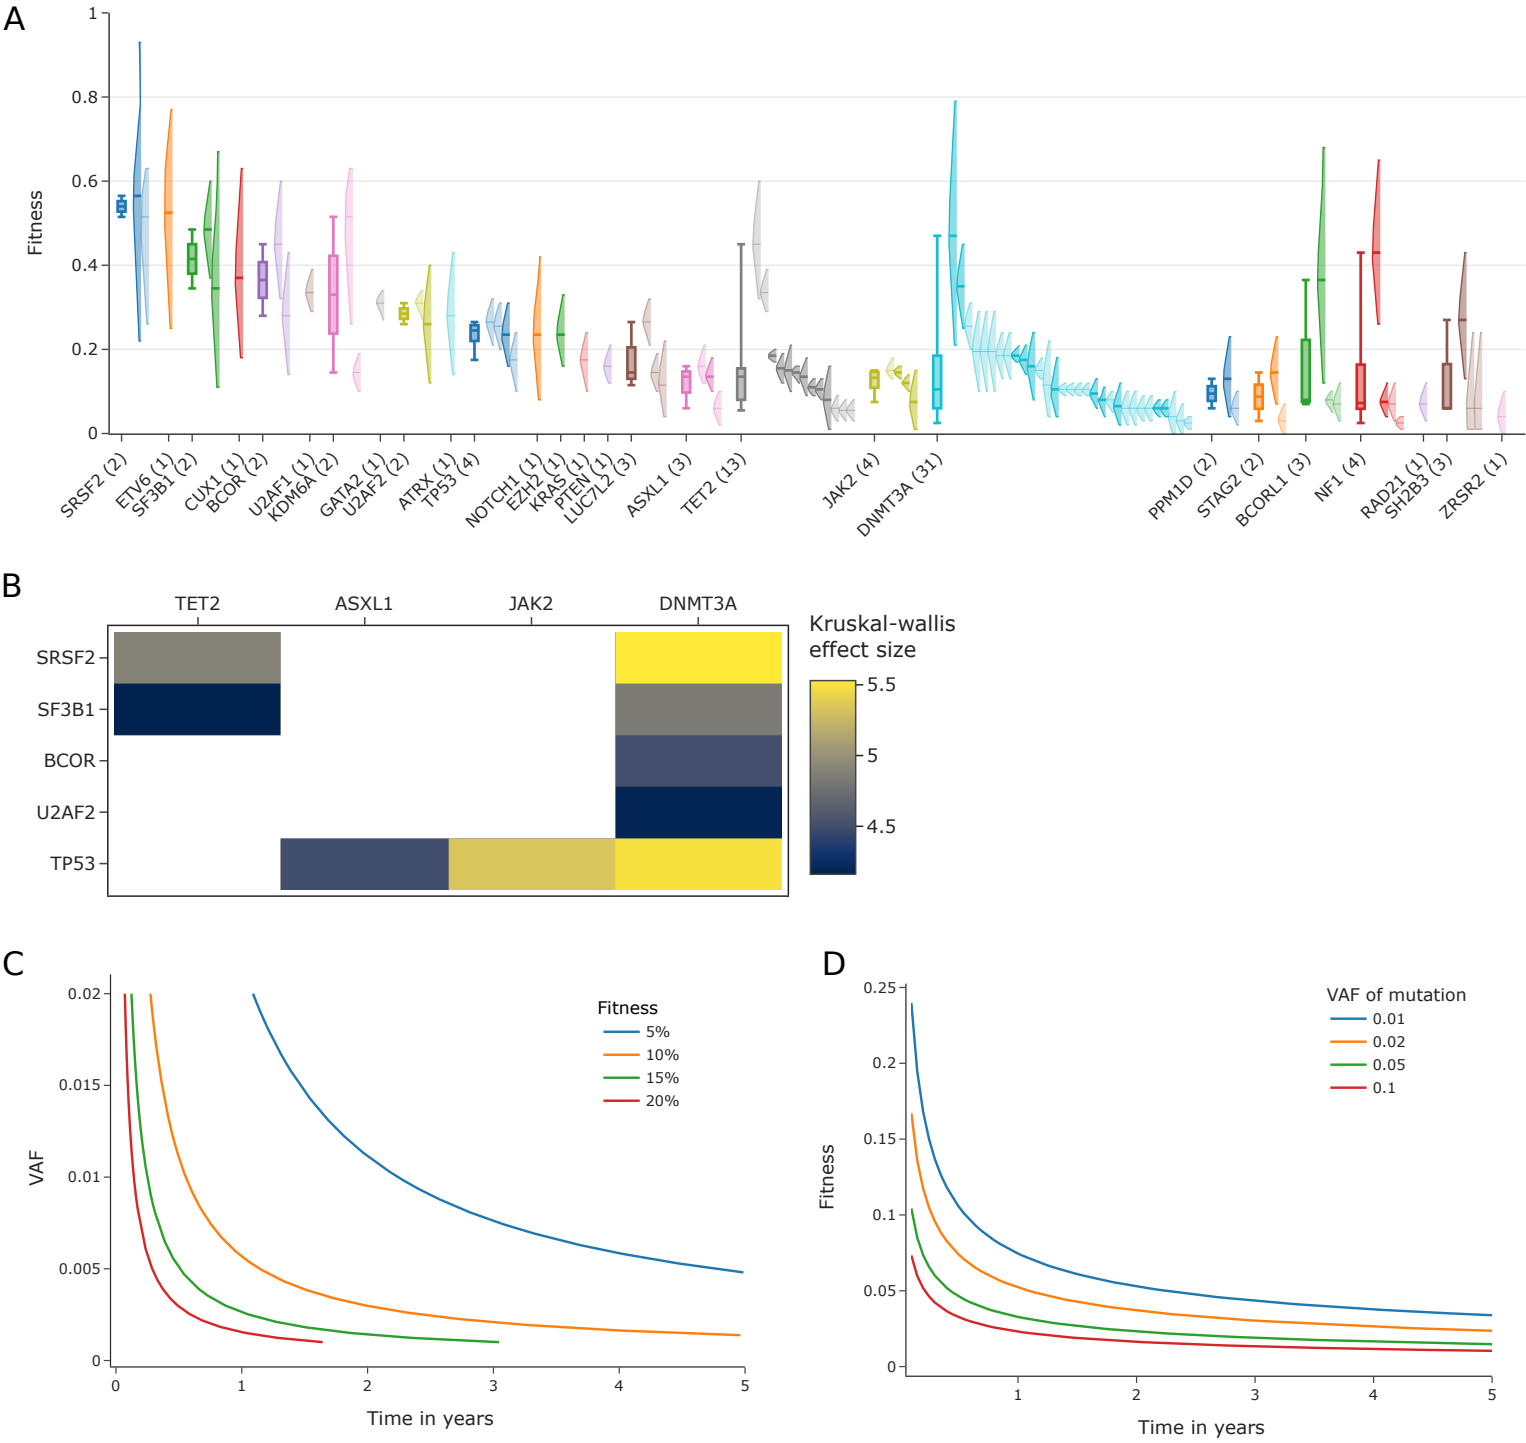 A
1
0.8
0.6
0.4
0.2
0
Fitness
SRSF2 (2)
ETV6 (1)
SF3B1 (2)
CUX1 (1)
BCOR (2)
U2AF1 (1)
KDM6A (2)
GATA2 (1)
U2AF2 (2)
ATRX (1)
TP53 (4)
NOTCH1 (1)
EZH2 (1)
KRAS (1)
PTEN (1)
LUC7L2 (3)
ASXL1 (3)
TET2 (13)
JAK2 (4)
DNMT3A (31)
PPM1D (2)
STAG2 (2)
BCORL1 (3)
NF1 (4)
RAD21 (1)
SH2B3 (3)
ZRSR2 (1)
B
TET2 ASXL1 JAK2 DNMT3A
SRSF2
SF3B1
BCOR
U2AF2
TP53
Kruskal-wallis
effect size
5.5
5
4.5
C
0.02
0.015
0.01
0.005
0
VAF
0 1 2 3 4 5
Time in years
Fitness
5%
10%
15%
20%
D
0.25
0.2
0.15
0.1
0.05
0
Fitness
1 2 3 4 5
Time in years
VAF of mutation
0.01
0.02
0.05
0.1